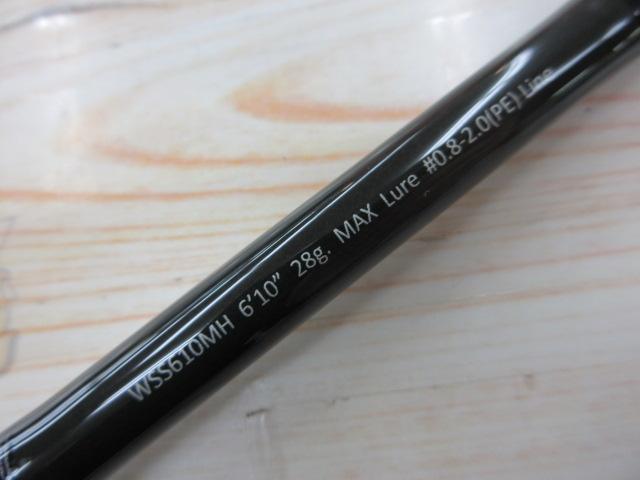 WSS610MH 6'10" 28g. MAX Lure #0.8-2.0(PE) Line